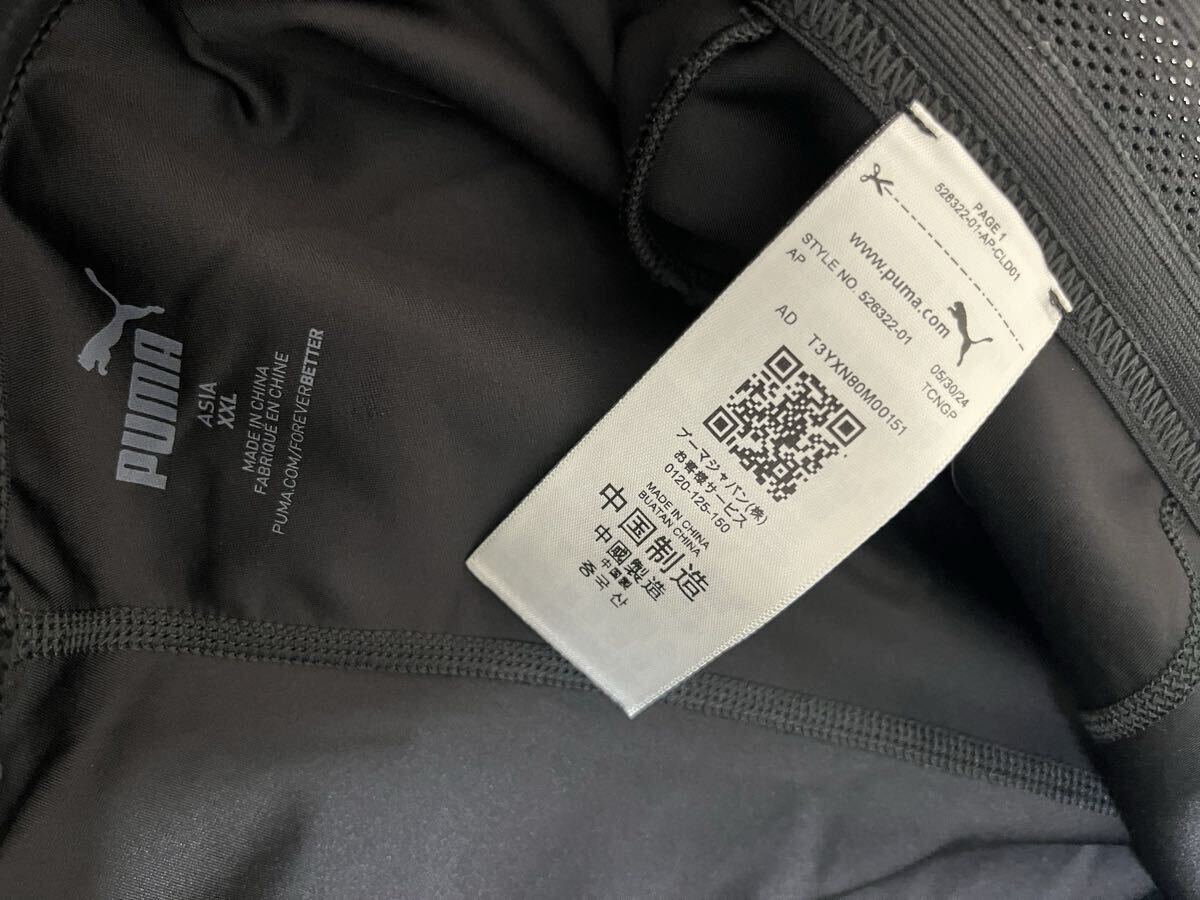 PUMA
ASIA
XXL
MADE IN CHINA
FABRIQUÉ EN CHINE
PUMA.COM/FOREVERBETTER
PAGE 1
526322-01-AP-CLD01
www.puma.com
STYLE NO. 526322-01
AP
05/30/24
TCNGP
AD
T3YXN80M00151
プーマジャパン(株)
お客様サービス
0120-125-150
MADE IN CHINA
BUATAN CHINA
中国制造
中國製造
中国製
중국 산